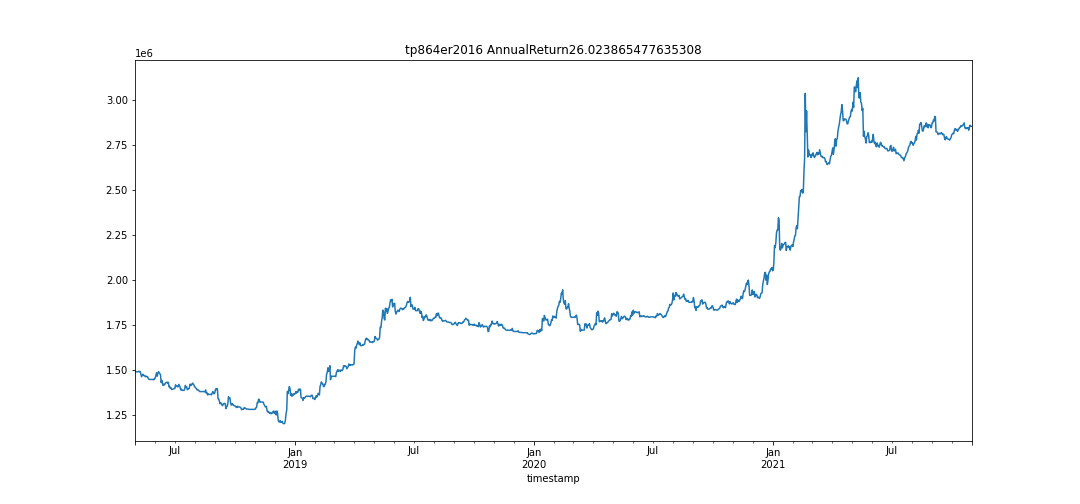 tp864er2016 AnnualReturn26.023865477635308
1e6
3.00
2.75
2.50
2.25
2.00
1.75
1.50
1.25
Jul
Jan
2019
Jul
Jan
2020
Jul
Jan
2021
Jul
timestamp